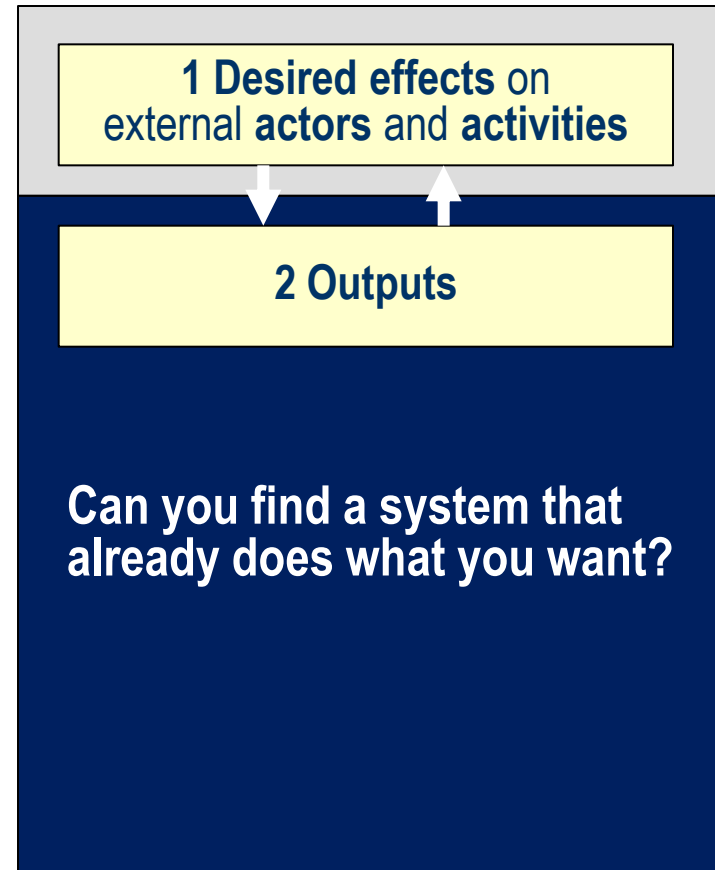 1 Desired effects on
external actors and activities
2 Outputs
Can you find a system that
already does what you want?